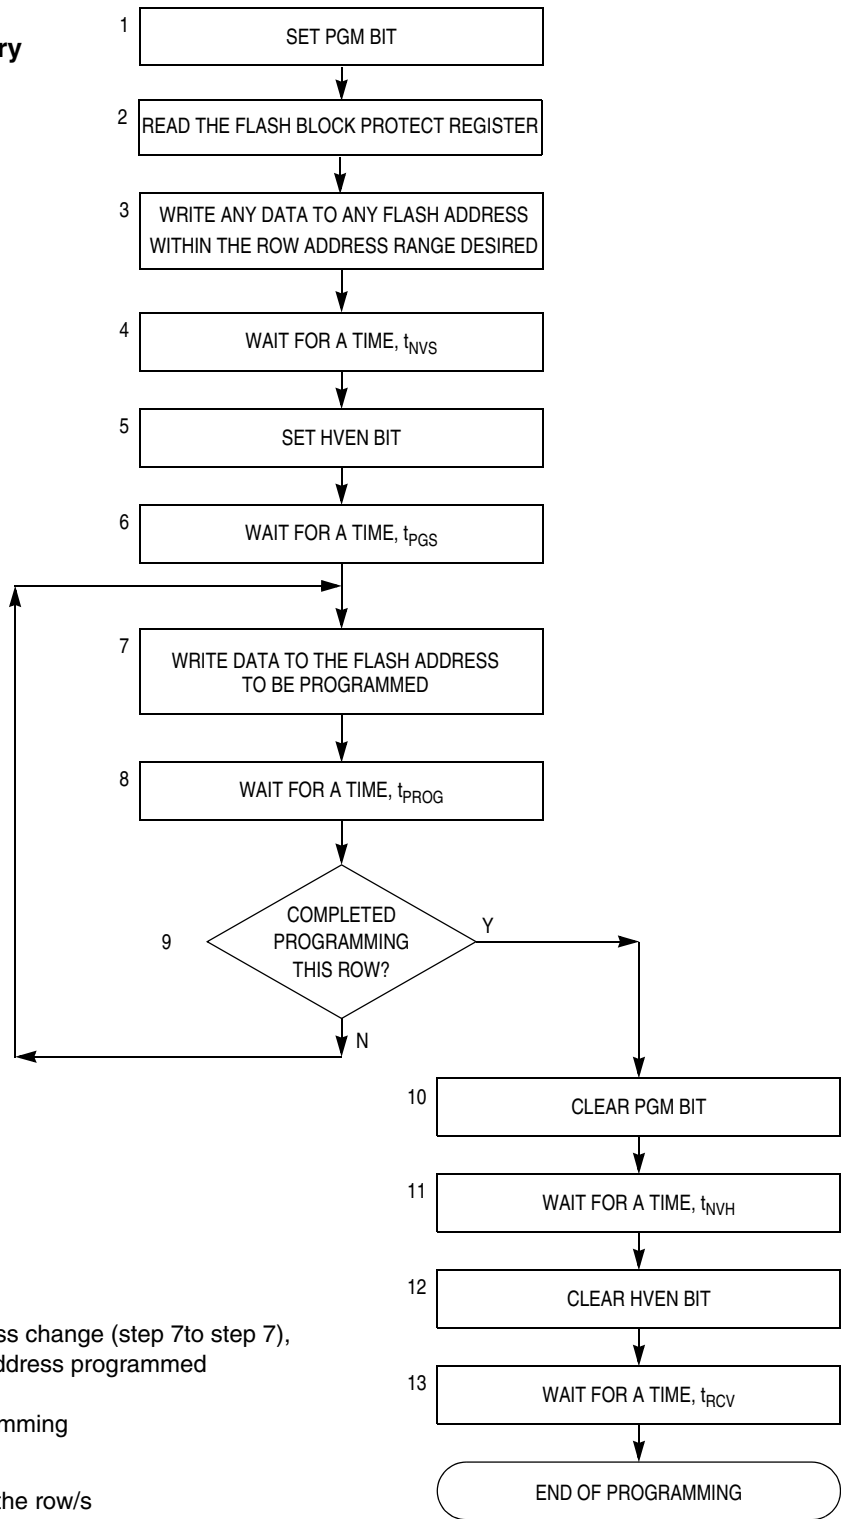 ry
1
SET PGM BIT
2
READ THE FLASH BLOCK PROTECT REGISTER
3
WRITE ANY DATA TO ANY FLASH ADDRESS
WITHIN THE ROW ADDRESS RANGE DESIRED
4
WAIT FOR A TIME, tNVS
5
SET HVEN BIT
6
WAIT FOR A TIME, tPGS
7
WRITE DATA TO THE FLASH ADDRESS
TO BE PROGRAMMED
8
WAIT FOR A TIME, tPROG
9
COMPLETED
PROGRAMMING
THIS ROW?
Y
N
10
CLEAR PGM BIT
11
WAIT FOR A TIME, tNVH
12
CLEAR HVEN BIT
13
WAIT FOR A TIME, tRCV
END OF PROGRAMMING
ss change (step 7to step 7),
ddress programmed
mming
the row/s